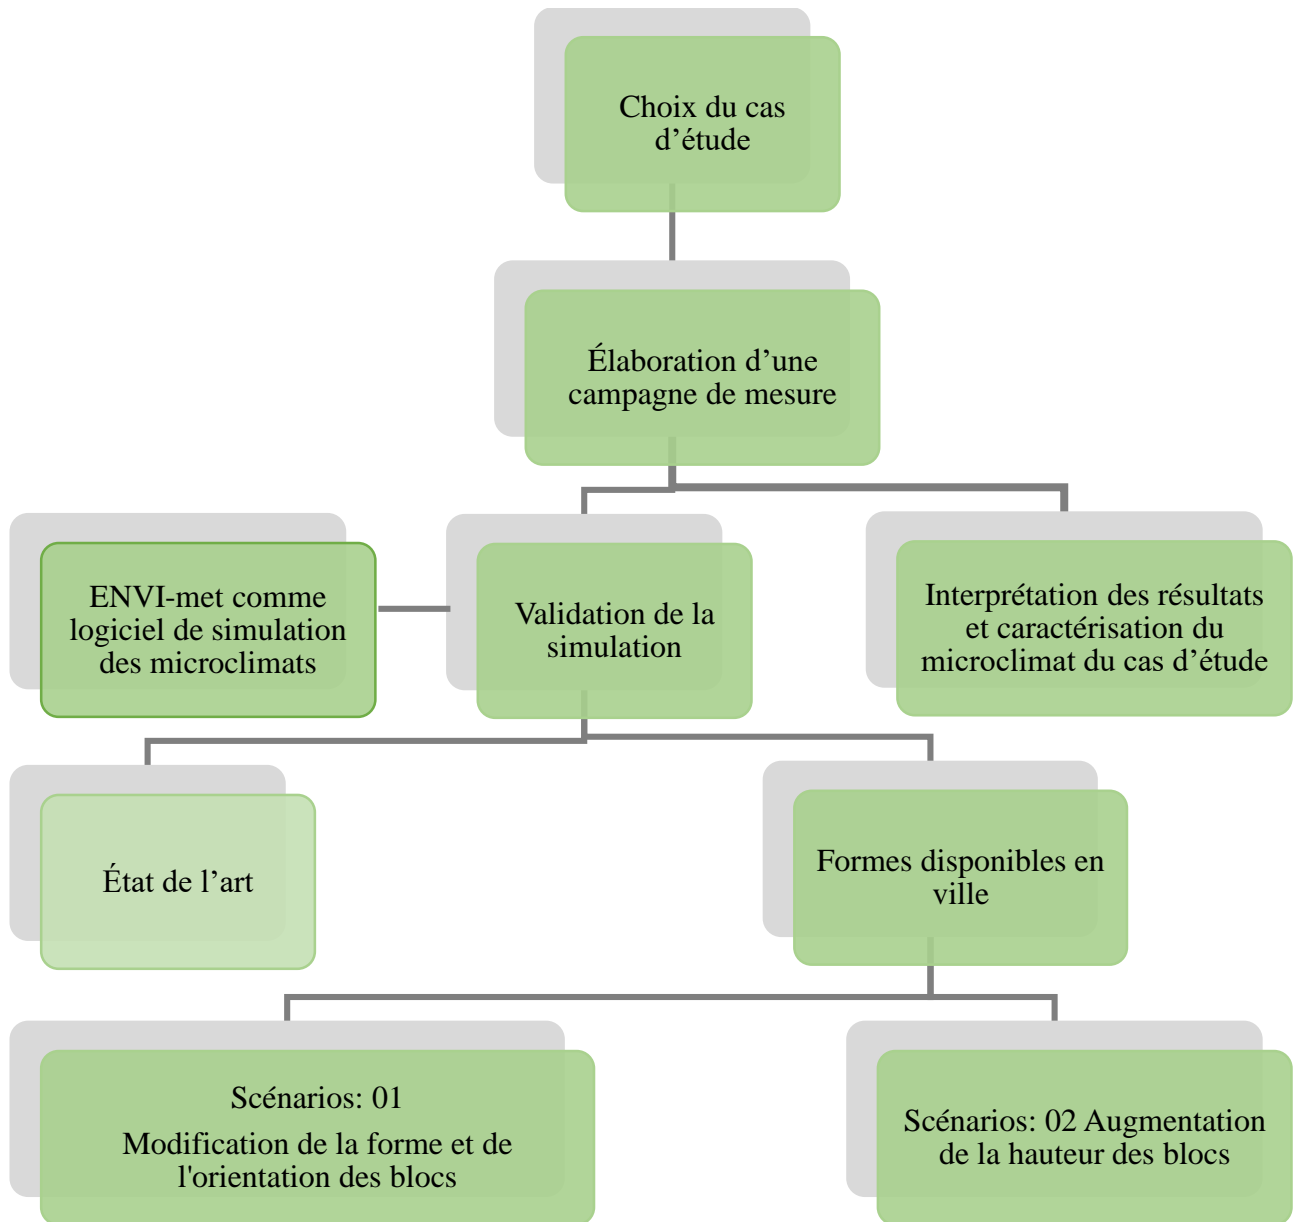 Choix du cas
d’étude
Élaboration d’une
campagne de mesure
ENVI-met comme
logiciel de simulation
des microclimats
Validation de la
simulation
Interprétation des résultats
et caractérisation du
microclimat du cas d’étude
État de l’art
Formes disponibles en
ville
Scénarios: 01
Modification de la forme et de
l'orientation des blocs
Scénarios: 02 Augmentation
de la hauteur des blocs